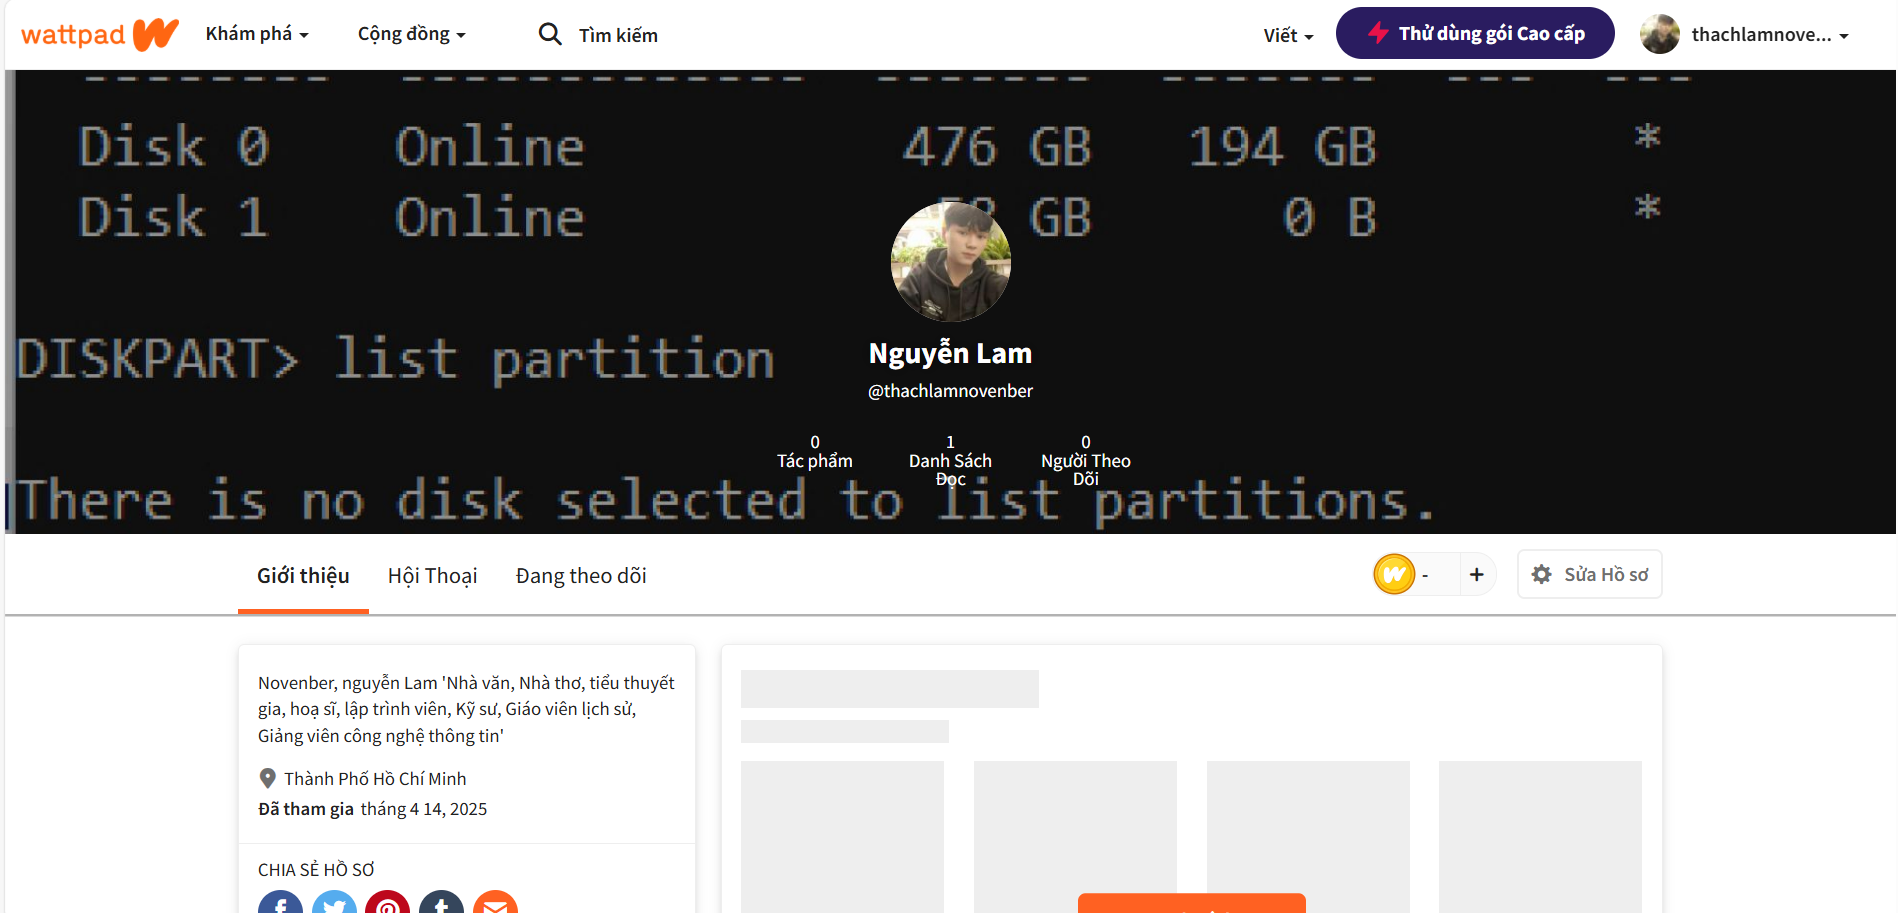 wattpad
Khám phá
Cộng đồng
Tìm kiếm
Viết
Thử dùng gói Cao cấp
thachlamnove...
Disk 0 Online 476 GB 194 GB *
Disk 1 Online GB 0 B *
DISKPART> list partition
Nguyễn Lam
@thachlamnovenber
0
Tác phẩm
1
Danh Sách
Đọc
0
Người Theo
Dõi
There is no disk selected to list partitions.
Giới thiệu
Hội Thoại
Đang theo dõi
-
+
Sửa Hồ sơ
Novenber, nguyễn Lam 'Nhà văn, Nhà thơ, tiểu thuyết
gia, hoạ sĩ, lập trình viên, Kỹ sư, Giáo viên lịch sử,
Giảng viên công nghệ thông tin'
Thành Phố Hồ Chí Minh
Đã tham gia tháng 4 14, 2025
CHIA SẺ HỒ SƠ